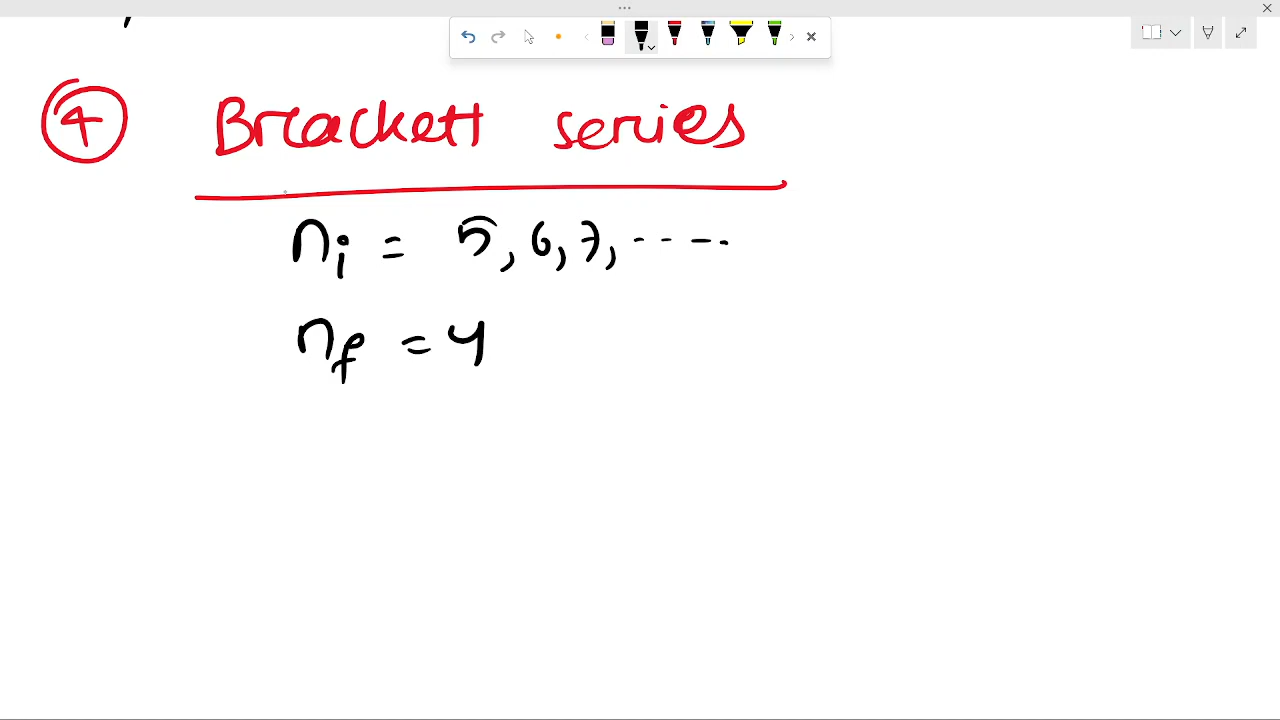 ④ Brackett series
ni = 5, 6, 7, -- --.
nf = 4